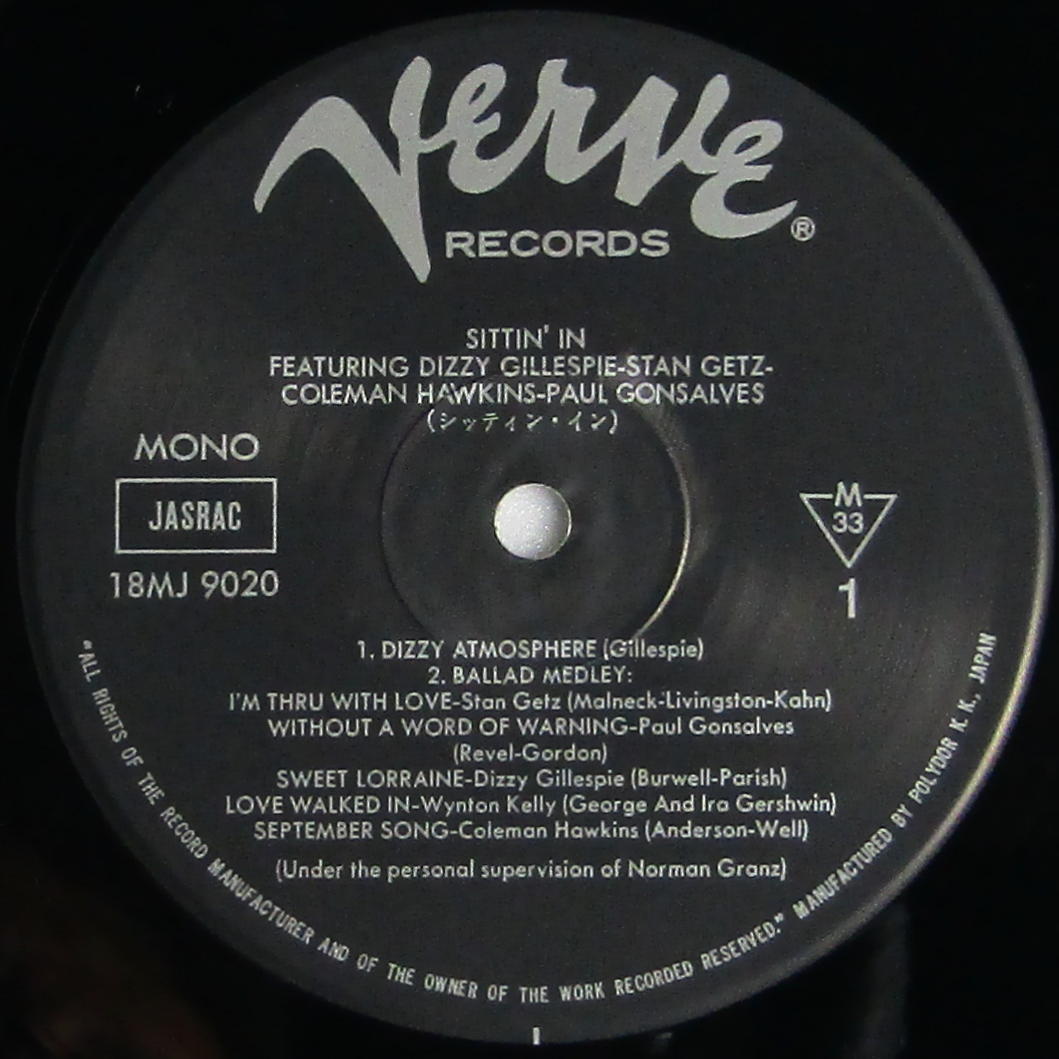 Verve
RECORDS ®
SITTIN' IN
FEATURING DIZZY GILLESPIE-STAN GETZ-
COLEMAN HAWKINS-PAUL GONSALVES
(シッティン・イン)
MONO
JASRAC
18MJ 9020
M
33
1
1. DIZZY ATMOSPHERE (Gillespie)
2. BALLAD MEDLEY:
I'M THRU WITH LOVE-Stan Getz (Malneck-Livingston-Kahn)
WITHOUT A WORD OF WARNING-Paul Gonsalves
(Revel-Gordon)
SWEET LORRAINE-Dizzy Gillespie (Burwell-Parish)
LOVE WALKED IN-Wynton Kelly (George And Ira Gershwin)
SEPTEMBER SONG-Coleman Hawkins (Anderson-Well)
(Under the personal supervision of Norman Granz)
"ALL RIGHTS OF THE RECORD MANUFACTURER AND OF THE OWNER OF THE WORK RECORDED RESERVED." MANUFACTURED BY POLYDOR K.K., JAPAN